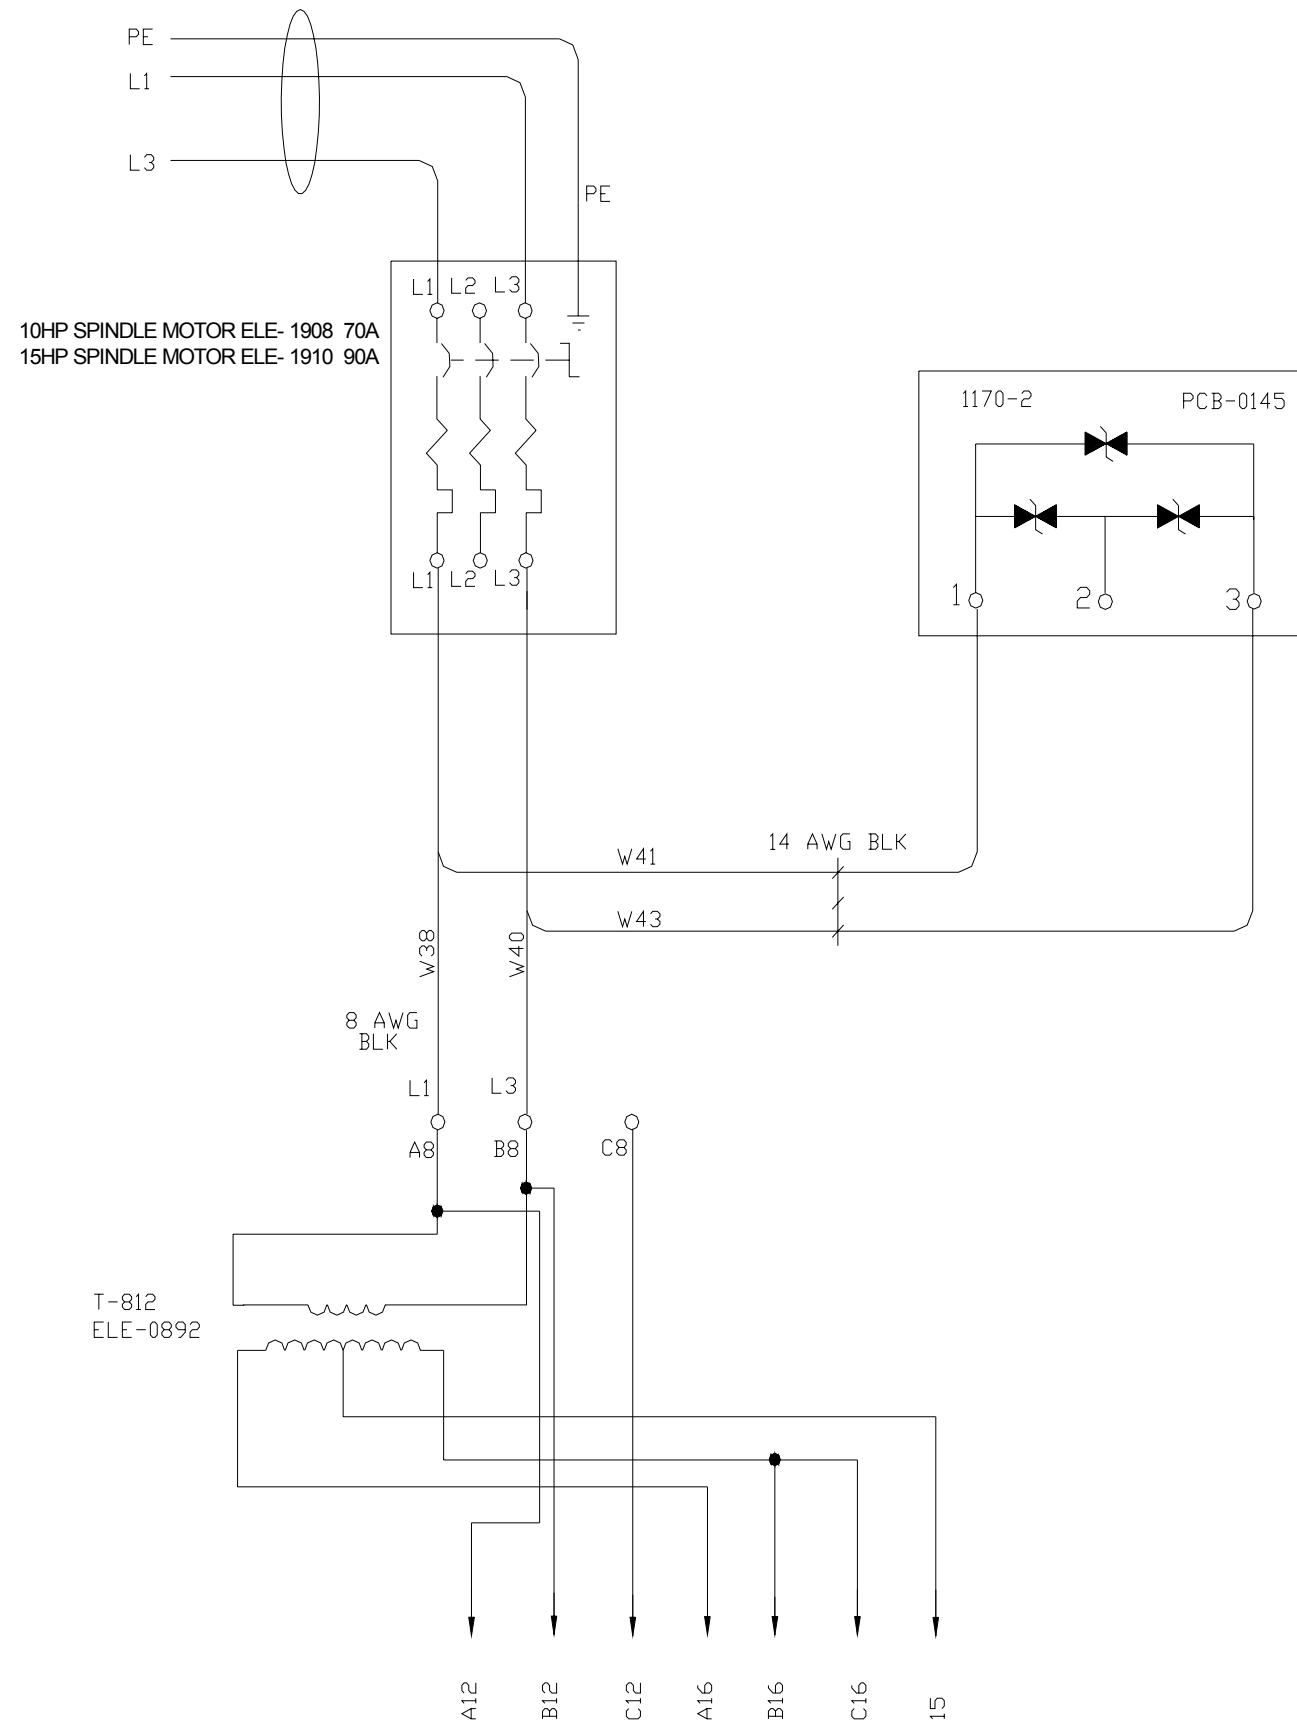 PE
L1
L3
PE
L1 L2 L3
10HP SPINDLE MOTOR ELE- 1908 70A
15HP SPINDLE MOTOR ELE- 1910 90A
1170-2 PCB-0145
L1 L2 L3
1 2 3
14 AWG BLK
W41
W43
W38
W40
8 AWG
BLK
L1 L3
A8 B8 C8
T-812
ELE-0892
A12
B12
C12
A16
B16
C16
15